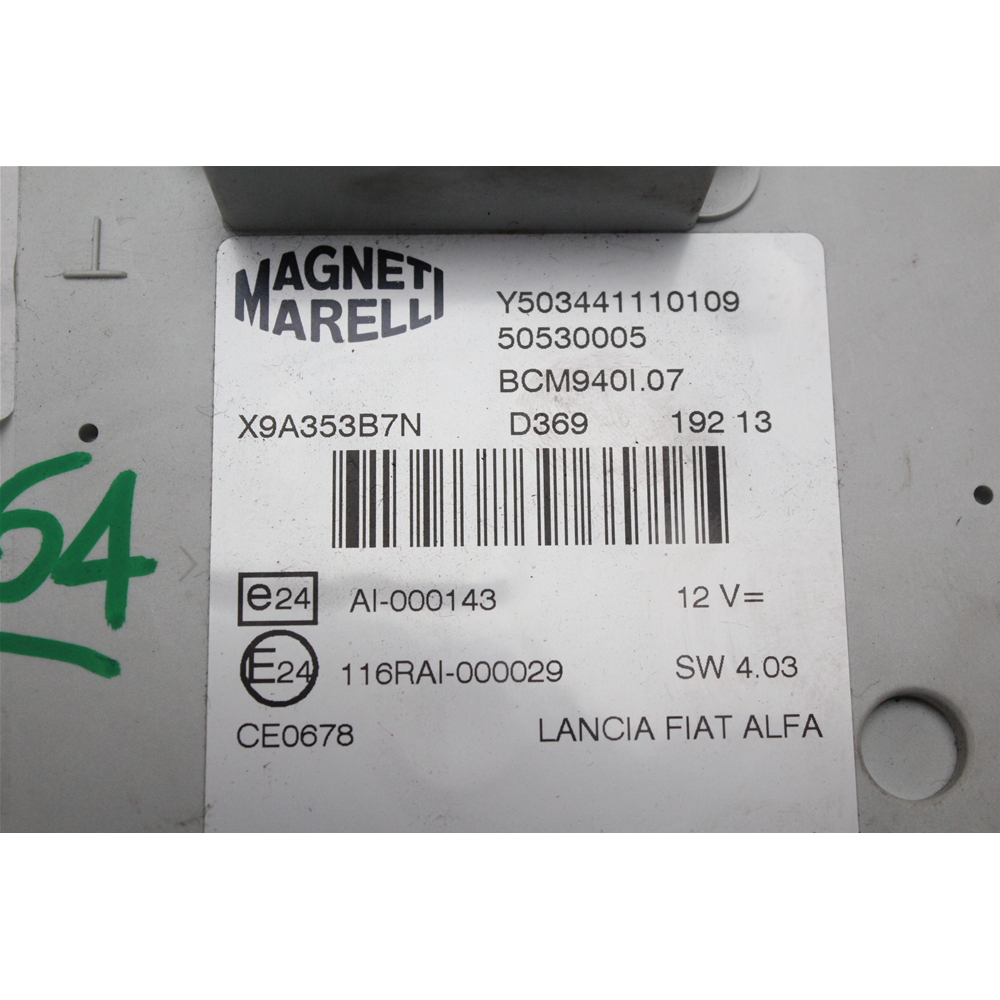 MAGNETI
MARELLI
Y503441110109
50530005
BCM940I.07
X9A353B7N D369 192 13
64
e24 AI-000143 12 V=
E24 116RAI-000029 SW 4.03
CE0678 LANCIA FIAT ALFA